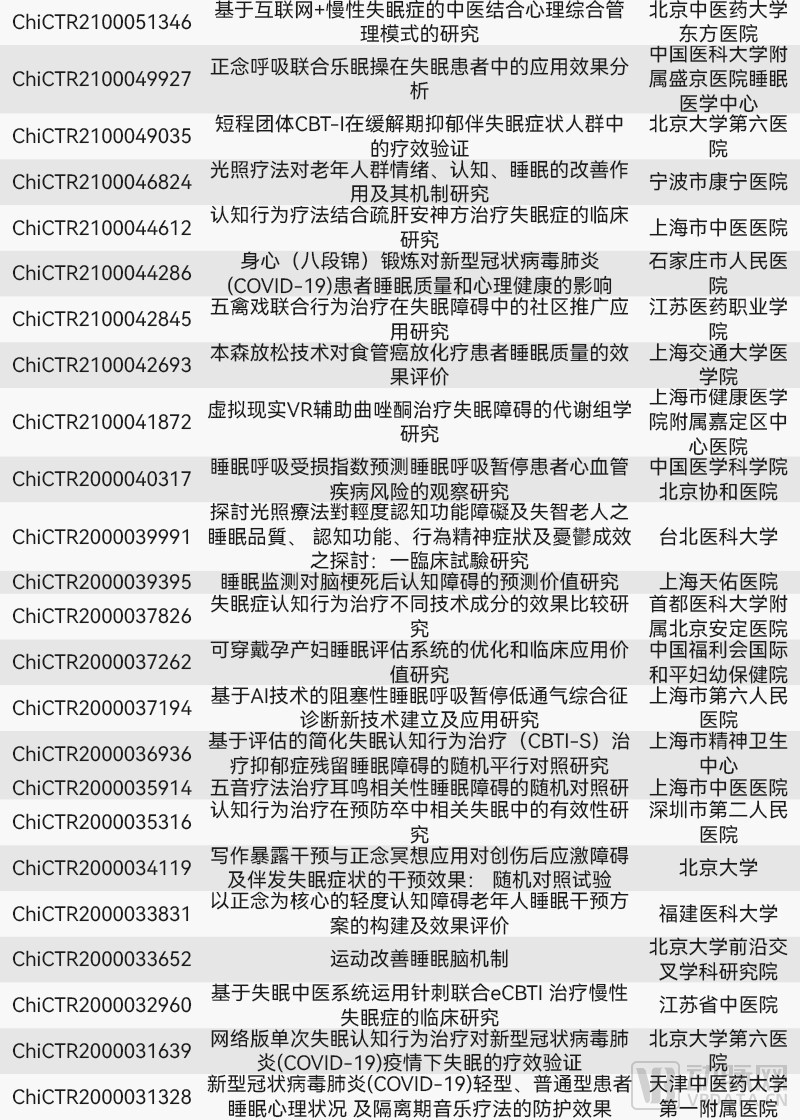 ChiCTR2100051346 基于互联网+慢性失眠症的中医结合心理综合管理模式的研究 北京中医药大学东方医院
ChiCTR2100049927 正念呼吸联合乐眠操在失眠患者中的应用效果分析 中国医科大学附属盛京医院睡眠医学中心
ChiCTR2100049035 短程团体CBT-I在缓解期抑郁伴失眠症状人群中的疗效验证 北京大学第六医院
ChiCTR2100046824 光照疗法对老年人群情绪、认知、睡眠的改善作用及其机制研究 宁波市康宁医院
ChiCTR2100044612 认知行为疗法结合疏肝安神方治疗失眠症的临床研究 上海市中医医院
ChiCTR2100044286 身心（八段锦）锻炼对新型冠状病毒肺炎(COVID-19)患者睡眠质量和心理健康的影响 石家庄市人民医院
ChiCTR2100042845 五禽戏联合行为治疗在失眠障碍中的社区推广应用研究 江苏医药职业学院
ChiCTR2100042693 本森放松技术对食管癌放化疗患者睡眠质量的效果评价 上海交通大学医学院
ChiCTR2100041872 虚拟现实VR辅助曲唑酮治疗失眠障碍的代谢组学研究 上海市健康医学院附属嘉定区中心医院
ChiCTR2000040317 睡眠呼吸受损指数预测睡眠呼吸暂停患者心血管疾病风险的观察研究 中国医学科学院北京协和医院
ChiCTR2000039991 探討光照療法對輕度認知功能障礙及失智老人之睡眠品質、 認知功能、行為精神症狀及憂鬱成效之探討：一臨床試驗研究 台北医科大学
ChiCTR2000039395 睡眠监测对脑梗死后认知障碍的预测价值研究 上海天佑医院
ChiCTR2000037826 失眠症认知行为治疗不同技术成分的效果比较研究 首都医科大学附属北京安定医院
ChiCTR2000037262 可穿戴孕产妇睡眠评估系统的优化和临床应用价值研究 中国福利会国际和平妇幼保健院
ChiCTR2000037194 基于AI技术的阻塞性睡眠呼吸暂停低通气综合征诊断新技术建立及应用研究 上海市第六人民医院
ChiCTR2000036936 基于评估的简化失眠认知行为治疗（CBTI-S）治疗抑郁症残留睡眠障碍的随机平行对照研究 上海市精神卫生中心
ChiCTR2000035914 五音疗法治疗耳鸣相关性睡眠障碍的随机对照研 上海市中医医院
ChiCTR2000035316 认知行为治疗在预防卒中相关失眠中的有效性研究 深圳市第二人民医院
ChiCTR2000034119 写作暴露干预与正念冥想应用对创伤后应激障碍及伴发失眠症状的干预效果： 随机对照试验 北京大学
ChiCTR2000033831 以正念为核心的轻度认知障碍老年人睡眠干预方案的构建及效果评价 福建医科大学
ChiCTR2000033652 运动改善睡眠脑机制 北京大学前沿交叉学科研究院
ChiCTR2000032960 基于失眠中医系统运用针刺联合eCBTI 治疗慢性失眠症的临床研究 江苏省中医院
ChiCTR2000031639 网络版单次失眠认知行为治疗对新型冠状病毒肺炎(COVID-19)疫情下失眠的疗效验证 北京大学第六医院
ChiCTR2000031328 新型冠状病毒肺炎(COVID-19)轻型、普通型患者睡眠心理状况 及隔离期音乐疗法的防护效果 天津中医药大学第一附属医院
动脉网
VBDATA.CN